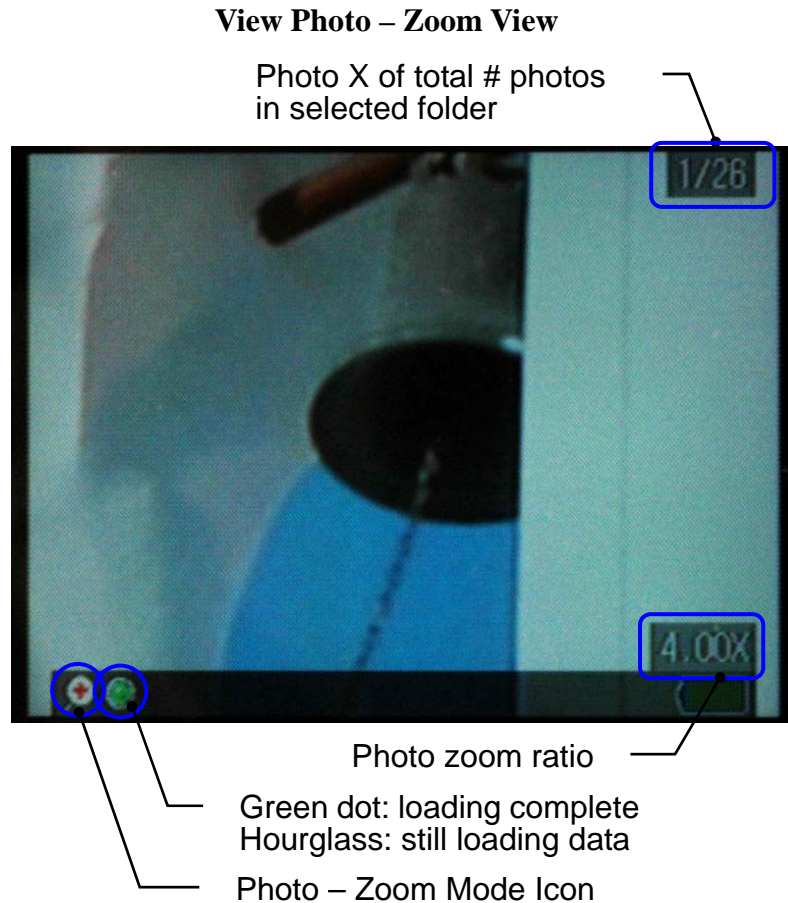 View Photo – Zoom View
Photo X of total # photos
in selected folder
1/26
4.00X
Photo zoom ratio
Green dot: loading complete
Hourglass: still loading data
Photo – Zoom Mode Icon